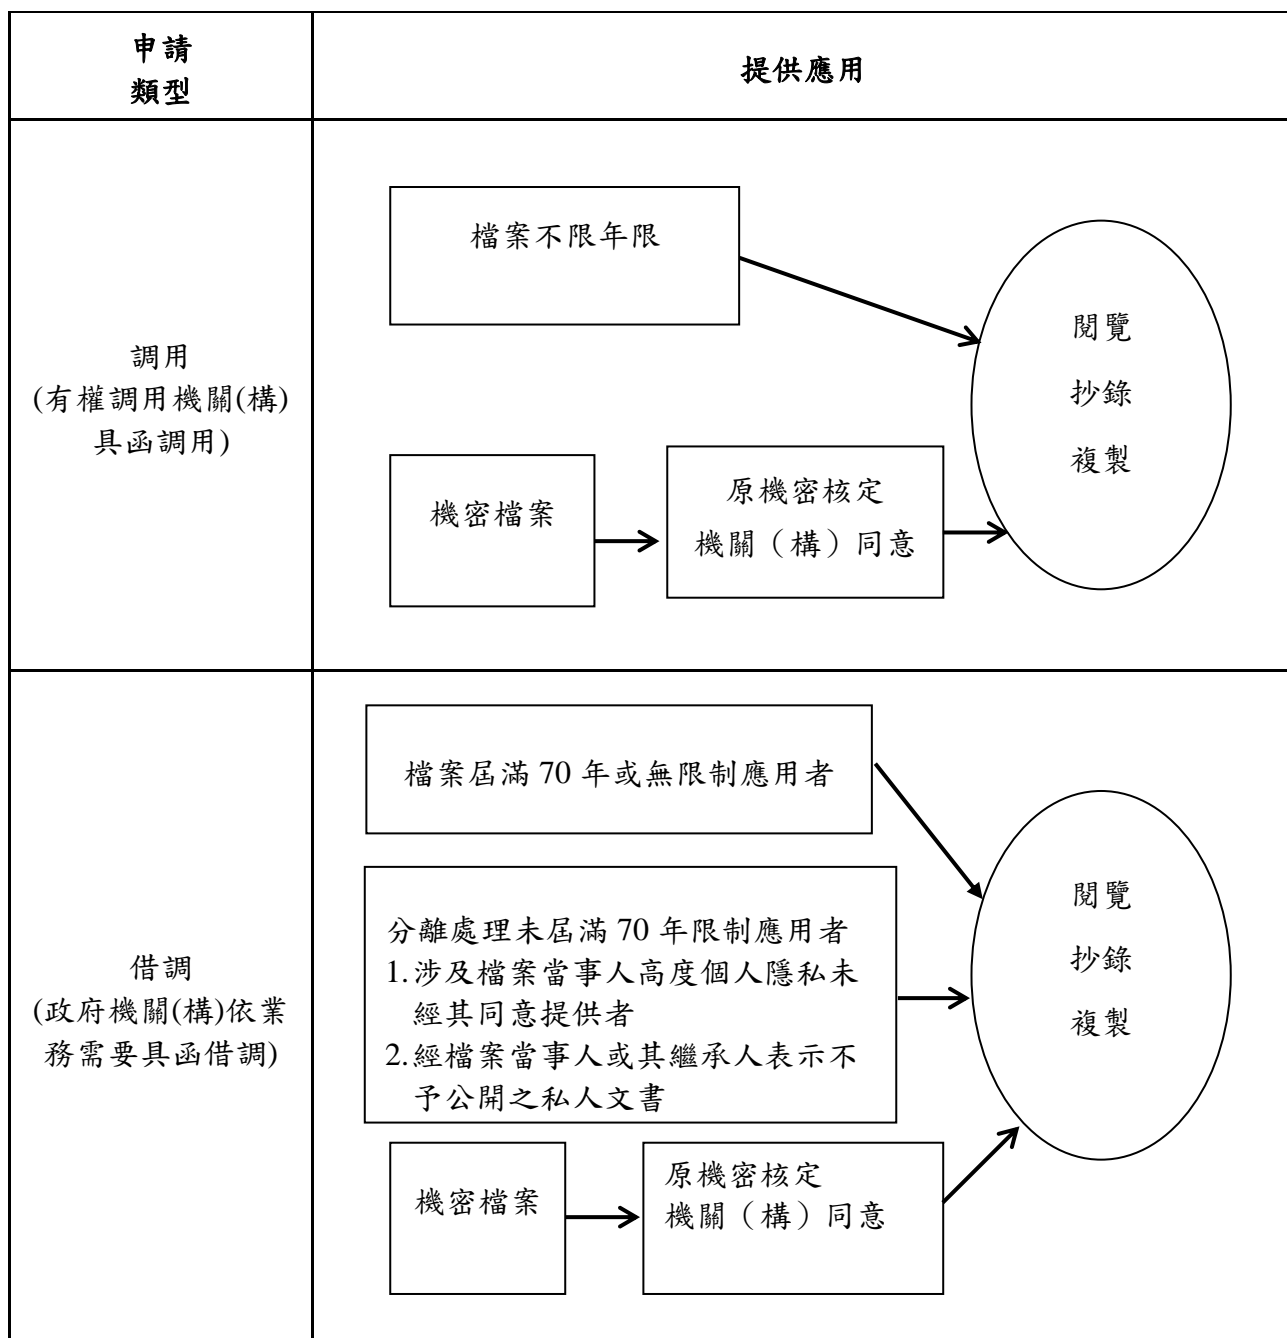 申請
類型
提供應用
調用
(有權調用機關(構)
具函調用)
檔案不限年限
機密檔案
原機密核定
機關（構）同意
閱覽
抄錄
複製
借調
(政府機關(構)依業
務需要具函借調)
檔案屆滿 70 年或無限制應用者
分離處理未屆滿 70 年限制應用者
1.涉及檔案當事人高度個人隱私未
經其同意提供者
2.經檔案當事人或其繼承人表示不
予公開之私人文書
機密檔案
原機密核定
機關（構）同意
閱覽
抄錄
複製